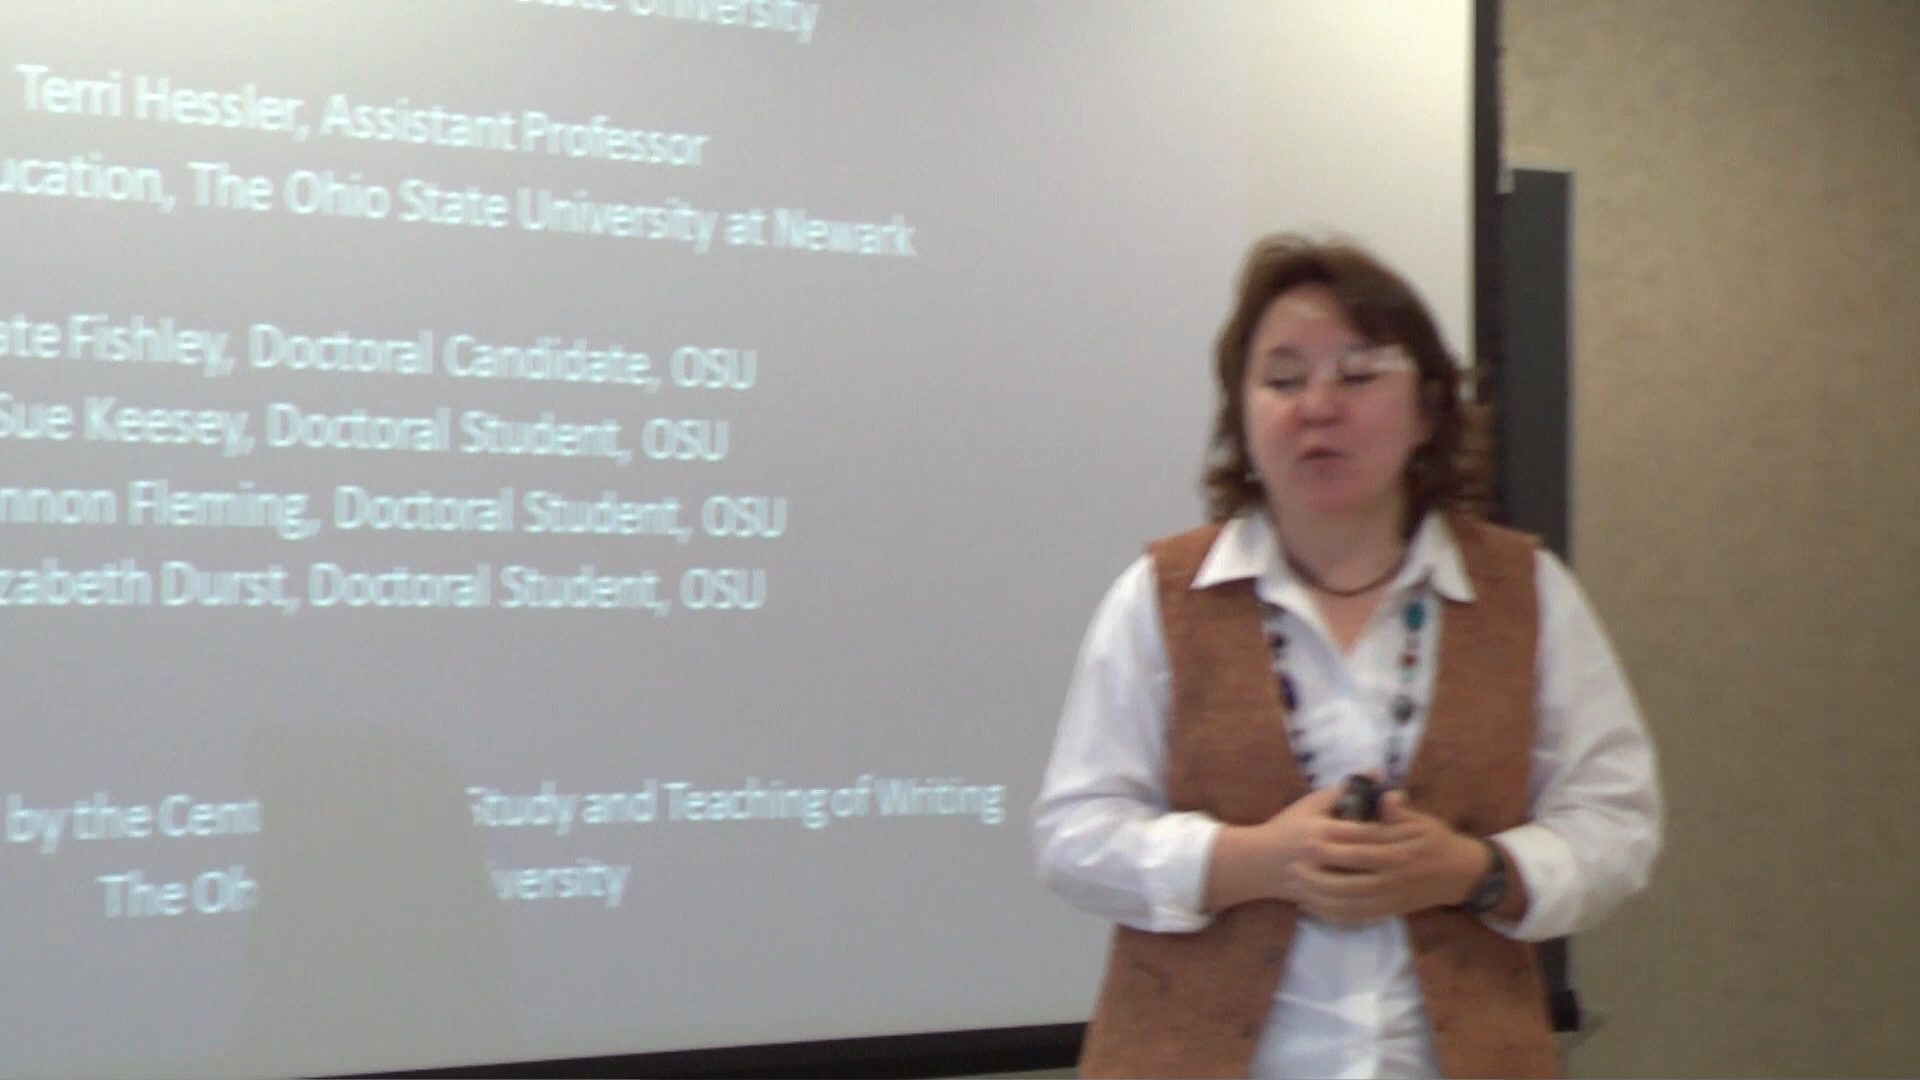 State University
Terri Hessler, Assistant Professor
ucation, The Ohio State University at Newark
ate Fishley, Doctoral Candidate, OSU
Sue Keesey, Doctoral Student, OSU
nnon Fleming, Doctoral Student, OSU
zabeth Durst, Doctoral Student, OSU
by the Cent Study and Teaching of Writing
The Oh versity